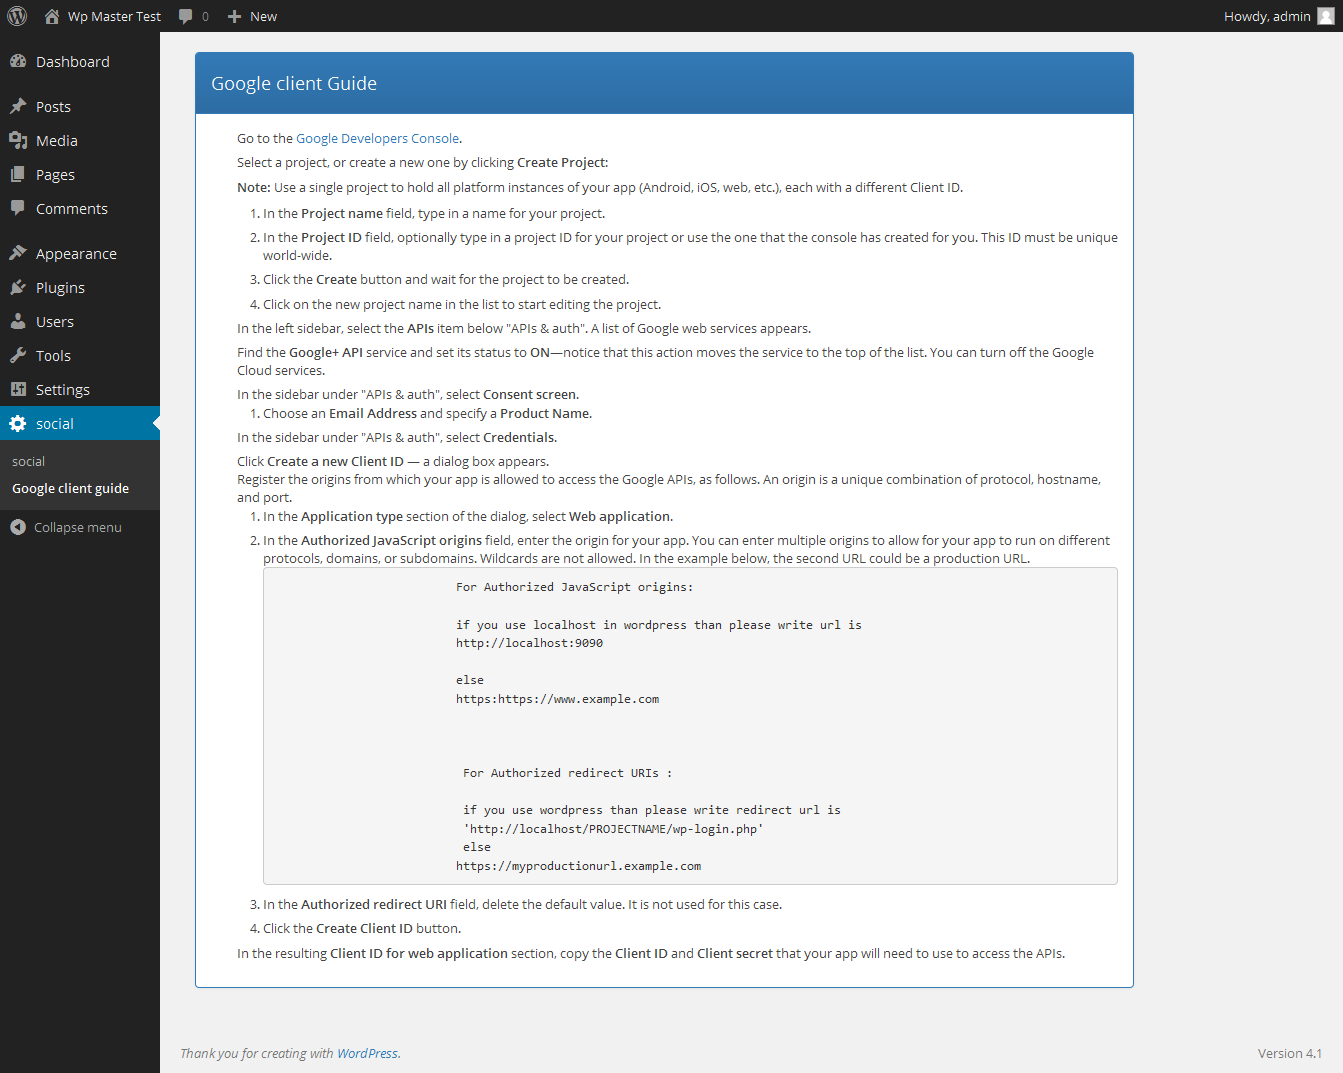 Wp Master Test 0 New Howdy, admin
Dashboard
Posts
Media
Pages
Comments
Appearance
Plugins
Users
Tools
Settings
social
social
Google client guide
Collapse menu
Google client Guide
Go to the Google Developers Console.
Select a project, or create a new one by clicking Create Project:
Note: Use a single project to hold all platform instances of your app (Android, iOS, web, etc.), each with a different Client ID.
1. In the Project name field, type in a name for your project.
2. In the Project ID field, optionally type in a project ID for your project or use the one that the console has created for you. This ID must be unique
world-wide.
3. Click the Create button and wait for the project to be created.
4. Click on the new project name in the list to start editing the project.
In the left sidebar, select the APIs item below "APIs & auth". A list of Google web services appears.
Find the Google+ API service and set its status to ON—notice that this action moves the service to the top of the list. You can turn off the Google
Cloud services.
In the sidebar under "APIs & auth", select Consent screen.
1. Choose an Email Address and specify a Product Name.
In the sidebar under "APIs & auth", select Credentials.
Click Create a new Client ID — a dialog box appears.
Register the origins from which your app is allowed to access the Google APIs, as follows. An origin is a unique combination of protocol, hostname,
and port.
1. In the Application type section of the dialog, select Web application.
2. In the Authorized JavaScript origins field, enter the origin for your app. You can enter multiple origins to allow for your app to run on different
protocols, domains, or subdomains. Wildcards are not allowed. In the example below, the second URL could be a production URL.
For Authorized JavaScript origins:
if you use localhost in wordpress than please write url is
http://localhost:9090
else
https:https://www.example.com
For Authorized redirect URIs :
if you use wordpress than please write redirect url is
'http://localhost/PROJECTNAME/wp-login.php'
else
https://myproductionurl.example.com
3. In the Authorized redirect URI field, delete the default value. It is not used for this case.
4. Click the Create Client ID button.
In the resulting Client ID for web application section, copy the Client ID and Client secret that your app will need to use to access the APIs.
Thank you for creating with WordPress.
Version 4.1